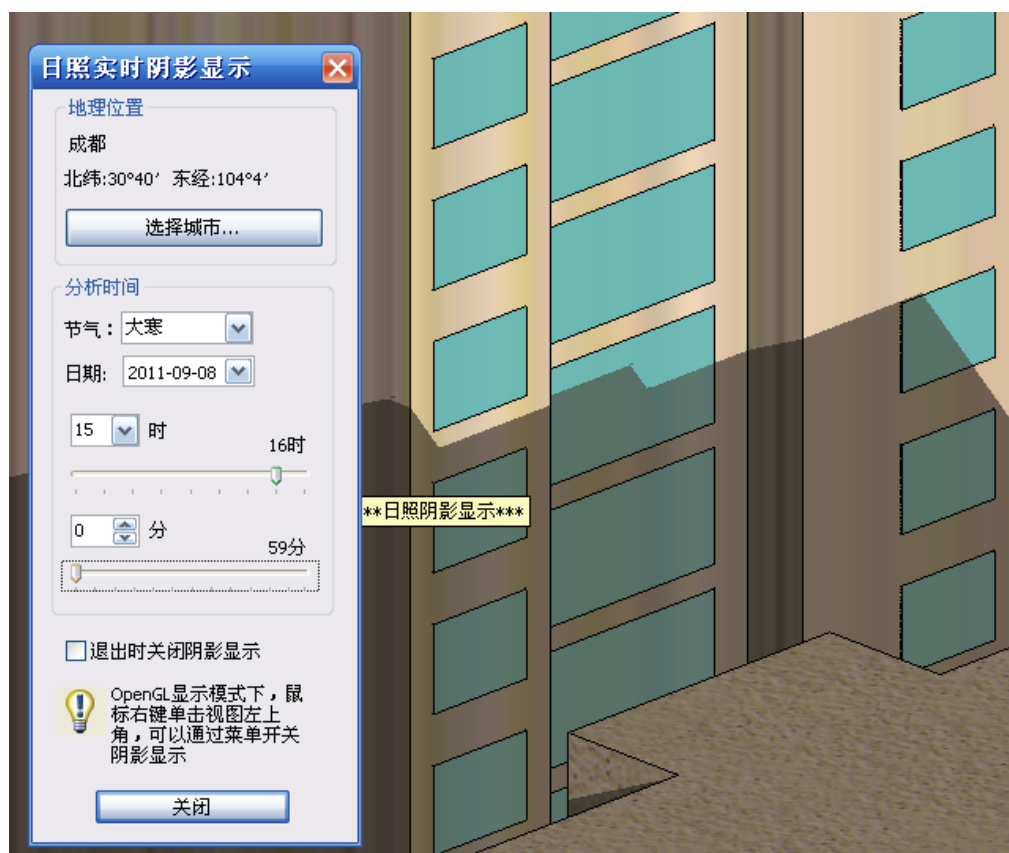 日照实时阴影显示
地理位置
成都
北纬:30°40′ 东经:104°4′
选择城市...
分析时间
节气： 大寒
日期: 2011-09-08
15 时
16时
0 分
59分
退出时关闭阴影显示
OpenGL显示模式下，鼠
标右键单击视图左上
角，可以通过菜单开关
阴影显示
关闭
**日照阴影显示***